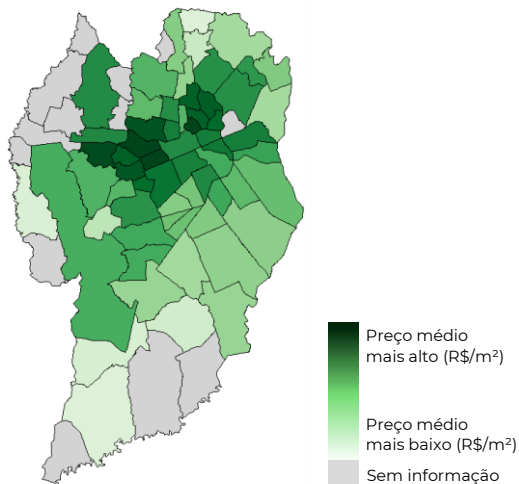 Preço médio
mais alto (R$/m²)
Preço médio
mais baixo (R$/m²)
Sem informação